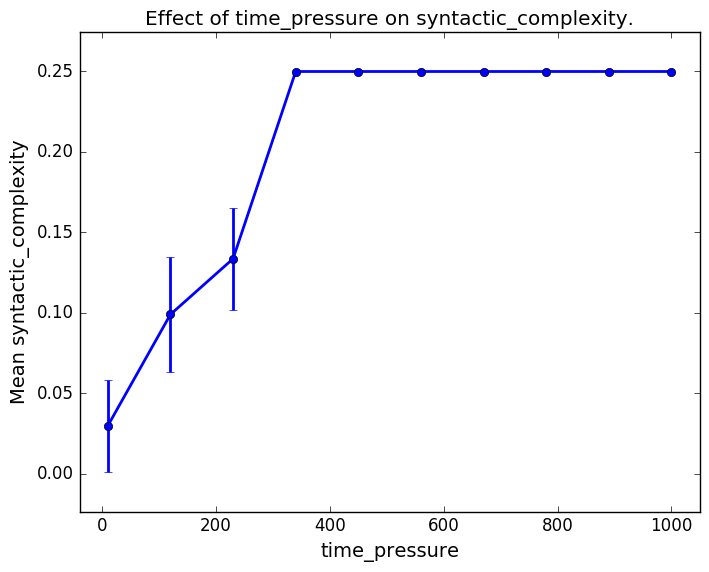 Effect of time_pressure on syntactic_complexity.
Mean syntactic_complexity
0.25
0.20
0.15
0.10
0.05
0.00
0 200 400 600 800 1000
time_pressure